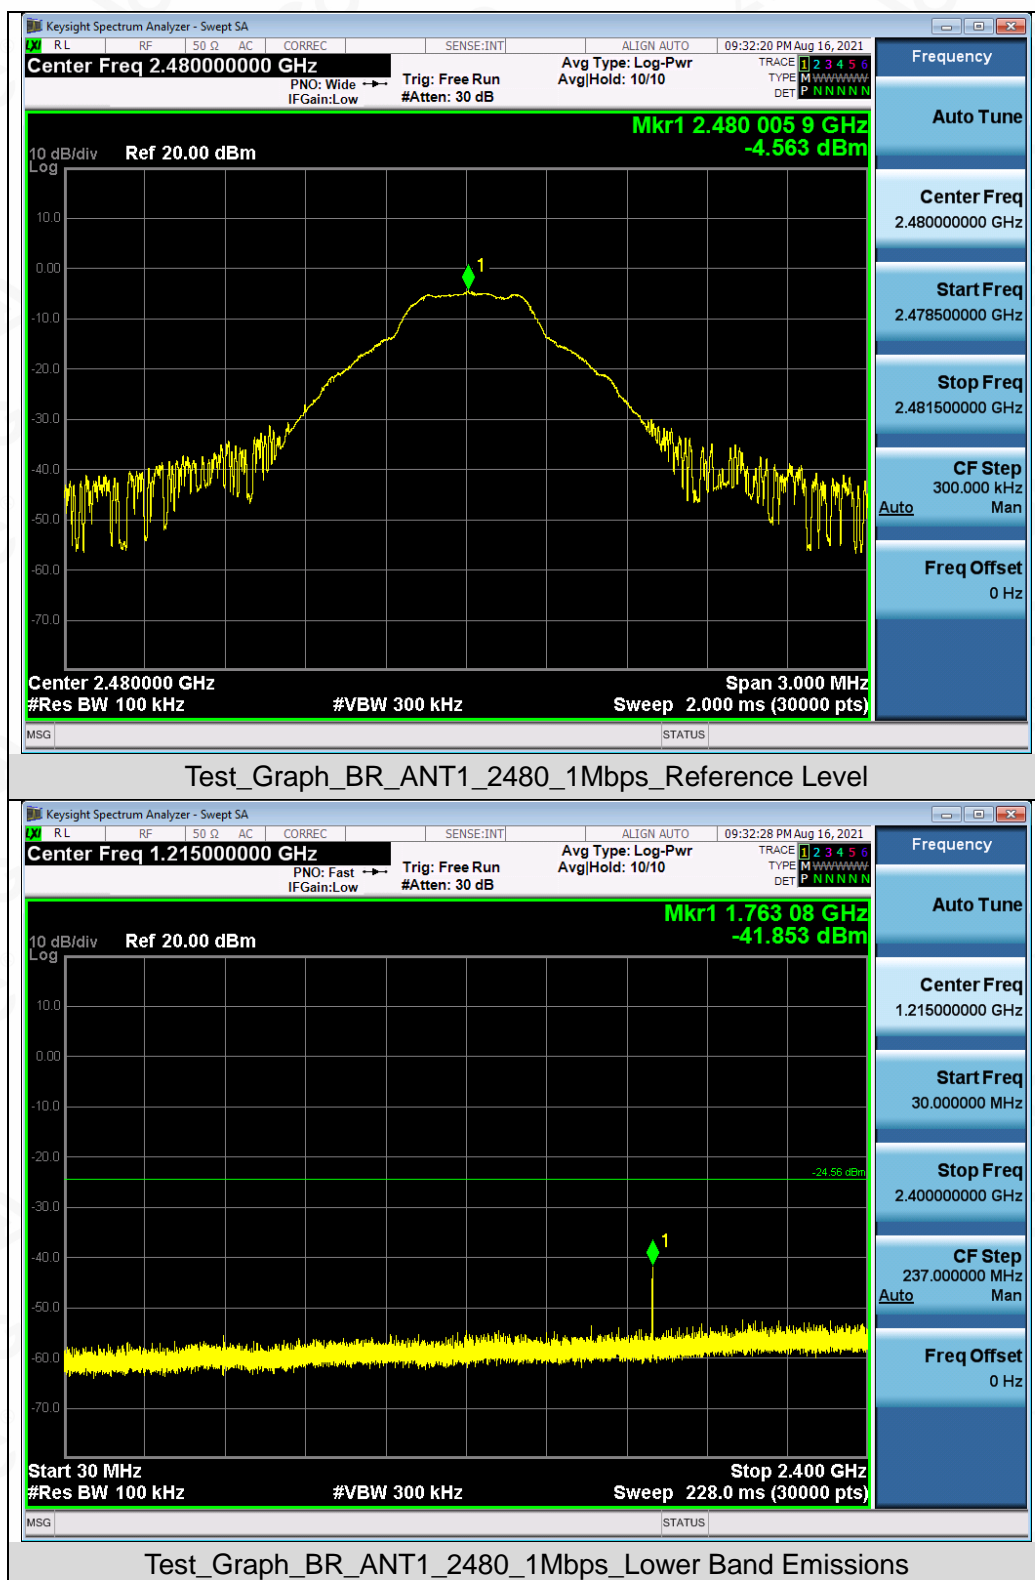 Keysight Spectrum Analyzer - Swept SA
LXI RL RF 50 Ω AC CORREC SENSE:INT ALIGN AUTO 09:32:20 PM Aug 16, 2021
Center Freq 2.480000000 GHz
PNO: Wide
IFGain:Low
Trig: Free Run
#Atten: 30 dB
Avg Type: Log-Pwr
Avg|Hold: 10/10
TRACE 1 2 3 4 5 6
TYPE M W W W W W
DET P N N N N N
Mkr1 2.480 005 9 GHz
-4.563 dBm
10 dB/div Ref 20.00 dBm
Log
10.0
0.00
-10.0
-20.0
-30.0
-40.0
-50.0
-60.0
-70.0
1
Center 2.480000 GHz Span 3.000 MHz
#Res BW 100 kHz #VBW 300 kHz Sweep 2.000 ms (30000 pts)
MSG STATUS
Frequency
Auto Tune
Center Freq
2.480000000 GHz
Start Freq
2.478500000 GHz
Stop Freq
2.481500000 GHz
CF Step
300.000 kHz
Auto Man
Freq Offset
0 Hz
Test_Graph_BR_ANT1_2480_1Mbps_Reference Level
Keysight Spectrum Analyzer - Swept SA
LXI RL RF 50 Ω AC CORREC SENSE:INT ALIGN AUTO 09:32:28 PM Aug 16, 2021
Center Freq 1.215000000 GHz
PNO: Fast
IFGain:Low
Trig: Free Run
#Atten: 30 dB
Avg Type: Log-Pwr
Avg|Hold: 10/10
TRACE 1 2 3 4 5 6
TYPE M W W W W W
DET P N N N N N
Mkr1 1.763 08 GHz
-41.853 dBm
10 dB/div Ref 20.00 dBm
Log
10.0
0.00
-10.0
-20.0
-30.0
-40.0
-50.0
-60.0
-70.0
-24.56 dBm
1
Start 30 MHz Stop 2.400 GHz
#Res BW 100 kHz #VBW 300 kHz Sweep 228.0 ms (30000 pts)
MSG STATUS
Frequency
Auto Tune
Center Freq
1.215000000 GHz
Start Freq
30.000000 MHz
Stop Freq
2.400000000 GHz
CF Step
237.000000 MHz
Auto Man
Freq Offset
0 Hz
Test_Graph_BR_ANT1_2480_1Mbps_Lower Band Emissions